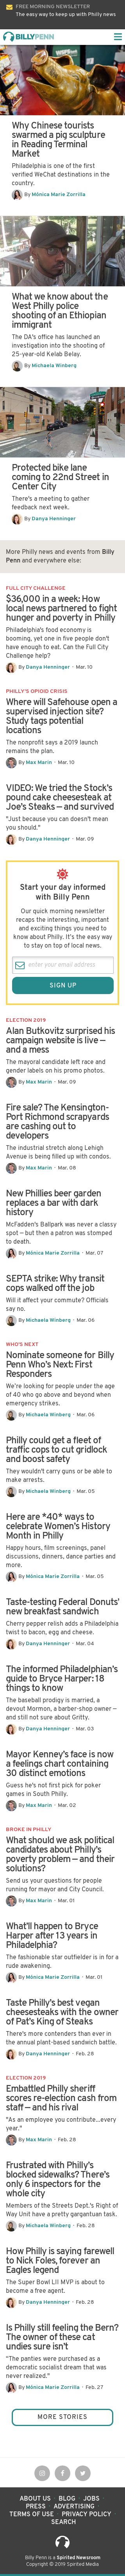 FREE MORNING NEWSLETTER
The easy way to keep up with Philly news
BILLYPENN
Why Chinese tourists
warmed a pig sculpture
in Reading Terminal
Market
Philadelphia is one of the first
verified WeChat destinations in the
country.
By Mónica Marie Zorrilla
What we know about the
West Philly police
shooting of an Ethiopian
immigrant
The DA's office has launched an
investigation into the shooting of
25-year-old Kelab Belay.
By Michaela Winberg
Protected bike lane
coming to 22nd Street in
Center City
There's a meeting to gather
feedback next week.
By Danya Henninger
More Philly news and events from Billy
Penn and everywhere else:
FULL CITY CHALLENGE
$36,000 in a week: How
local news partnered to fight
hunger and poverty in Philly
Philadelphia's food economy is
booming, yet one in five people don't
have enough to eat. Can the Full City
Challenge help?
By Danya Henninger · Mar. 10
PHILLY'S OPIOID CRISIS
Where will Safehouse open a
supervised injection site?
Study tags potential
locations
The nonprofit says a 2019 launch
remains the plan.
By Max Marin · Mar. 10
VIDEO: We tried the Stock's
pound cake cheesesteak at
Joe's Steaks — and survived
"Just because you can doesn't mean
you should."
By Danya Henninger · Mar. 09
Start your day informed
with Billy Penn
Our quick morning newsletter
recaps the interesting, important
and exciting things you need to
know about Philly. It's the easy way
to stay on top of local news.
enter your email address
SIGN UP
ELECTION 2019
Alan Butkovitz surprised his
campaign website is live —
and a mess
The mayoral candidate left race and
gender labels on his promo photos.
By Max Marin · Mar. 09
Fire sale? The Kensington-
Port Richmond scrapyards
are cashing out to
developers
The industrial stretch along Lehigh
Avenue is being filled up with condos.
By Max Marin · Mar. 08
New Phillies beer garden
replaces a bar with dark
history
McFadden's Ballpark was never a classy
spot — but then a patron was stomped
to death.
By Mónica Marie Zorrilla · Mar. 07
SEPTA strike: Why transit
cops walked off the job
Will it affect your commute? Officials
say no.
By Michaela Winberg · Mar. 06
WHO'S NEXT
Nominate someone for Billy
Penn Who's Next: First
Responders
We're looking for people under the age
of 40 who go above and beyond when
emergency strikes.
By Michaela Winberg · Mar. 06
Philly could get a fleet of
traffic cops to cut gridlock
and boost safety
They wouldn't carry guns or be able to
make arrests.
By Michaela Winberg · Mar. 05
Here are *40* ways to
celebrate Women's History
Month in Philly
Happy hours, film screenings, panel
discussions, dinners, dance parties and
more.
By Mónica Marie Zorrilla · Mar. 05
Taste-testing Federal Donuts'
new breakfast sandwich
Cherry pepper relish adds a Philadelphia
twist to bacon, egg and cheese.
By Danya Henninger · Mar. 04
The informed Philadelphian's
guide to Bryce Harper: 18
things to know
The baseball prodigy is married, a
devout Mormon, a barber-shop owner —
and still not sure about Gritty.
By Danya Henninger · Mar. 03
Mayor Kenney's face is now
a feelings chart containing
30 distinct emotions
Guess he's not first pick for poker
games in South Philly.
By Max Marin · Mar. 02
BROKE IN PHILLY
What should we ask political
candidates about Philly's
poverty problem — and their
solutions?
Send us your questions for people
running for mayor and City Council.
By Max Marin · Mar. 01
What'll happen to Bryce
Harper after 13 years in
Philadelphia?
The fashionable star outfielder is in for a
rude awakening.
By Mónica Marie Zorrilla · Mar. 01
Taste Philly's best vegan
cheesesteaks with the owner
of Pat's King of Steaks
There's more contenders than ever in
the annual plant-based sandwich battle.
By Danya Henninger · Feb. 28
ELECTION 2019
Embattled Philly sheriff
scores re-election cash from
staff — and his rival
"As an employee you contribute...every
year."
By Max Marin · Feb. 28
Frustrated with Philly's
blocked sidewalks? There's
only 6 inspectors for the
whole city
Members of the Streets Dept.'s Right of
Way Unit have a pretty gargantuan task.
By Michaela Winberg · Feb. 28
How Philly is saying farewell
to Nick Foles, forever an
Eagles legend
The Super Bowl LII MVP is about to
become a free agent.
By Danya Henninger · Feb. 28
Is Philly still feeling the Bern?
The owner of these cat
undies sure isn't
"The panties were purchased as a
democratic socialist dream that was
never realized."
By Mónica Marie Zorrilla · Feb. 27
MORE STORIES
ABOUT US BLOG JOBS
PRESS ADVERTISING
TERMS OF USE PRIVACY POLICY
SEARCH
Billy Penn is a Spirited Newsroom
Copyright © 2019 Spirited Media